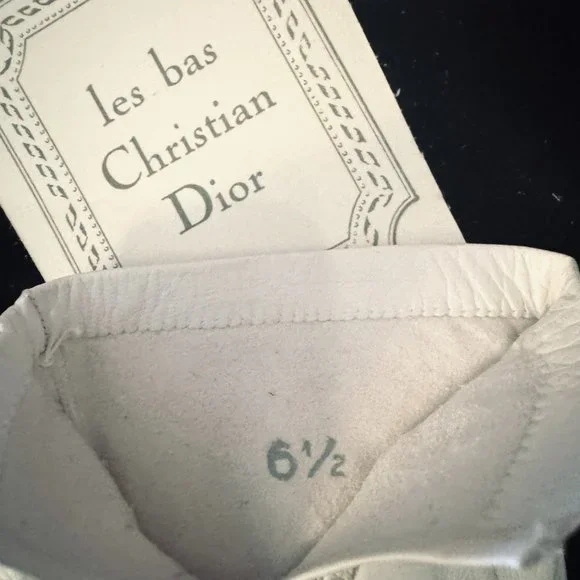 les bas
Christian
Dior
6½